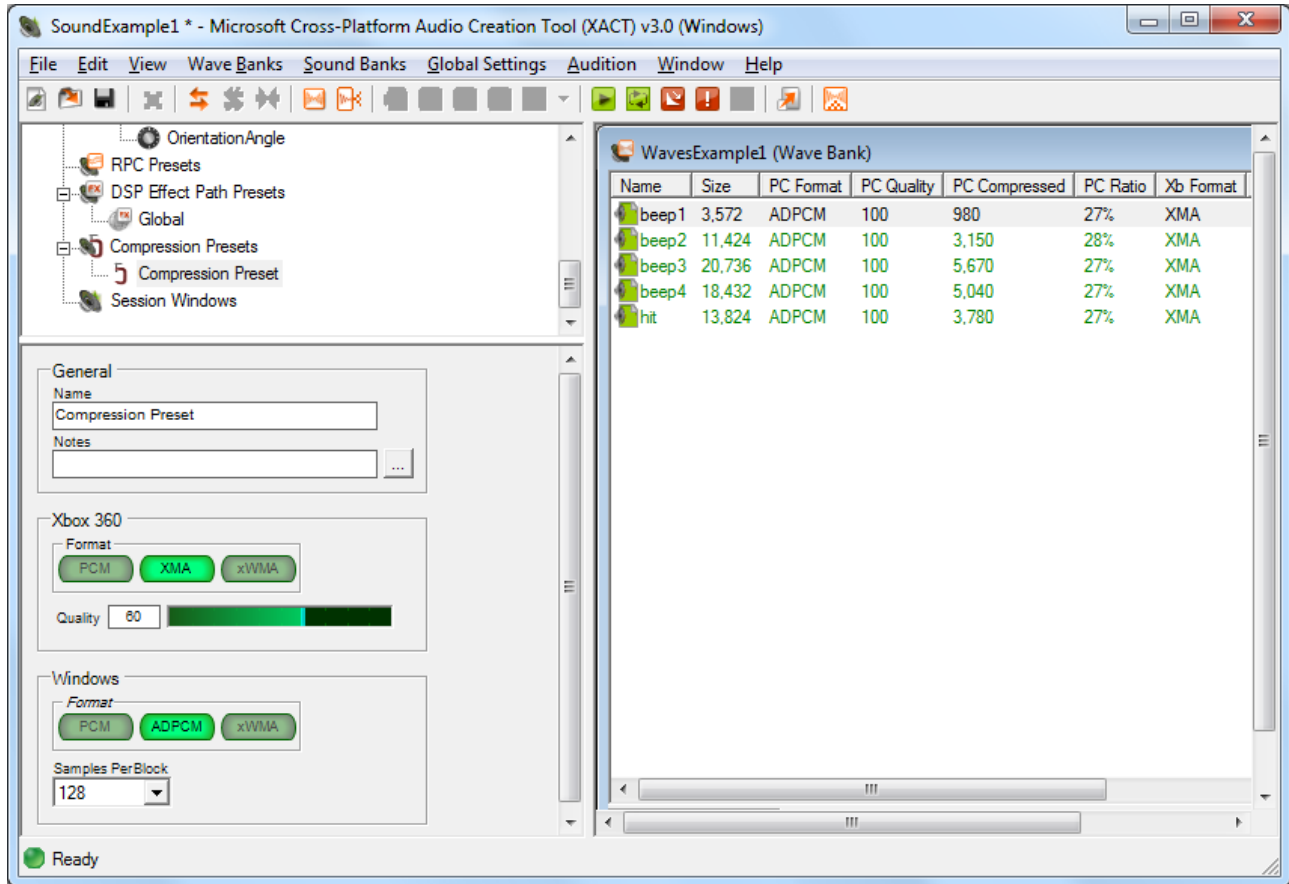 SoundExample1 * - Microsoft Cross-Platform Audio Creation Tool (XACT) v3.0 (Windows)
File Edit View Wave Banks Sound Banks Global Settings Audition Window Help
OrientationAngle
RPC Presets
DSP Effect Path Presets
Global
Compression Presets
Compression Preset
Session Windows
General
Name
Compression Preset
Notes
...
Xbox 360
Format
PCM XMA xWMA
Quality 60
Windows
Format
PCM ADPCM xWMA
Samples PerBlock
128
WavesExample1 (Wave Bank)
Name Size PC Format PC Quality PC Compressed PC Ratio Xb Format
beep1 3,572 ADPCM 100 980 27% XMA
beep2 11,424 ADPCM 100 3,150 28% XMA
beep3 20,736 ADPCM 100 5,670 27% XMA
beep4 18,432 ADPCM 100 5,040 27% XMA
hit 13,824 ADPCM 100 3,780 27% XMA
Ready